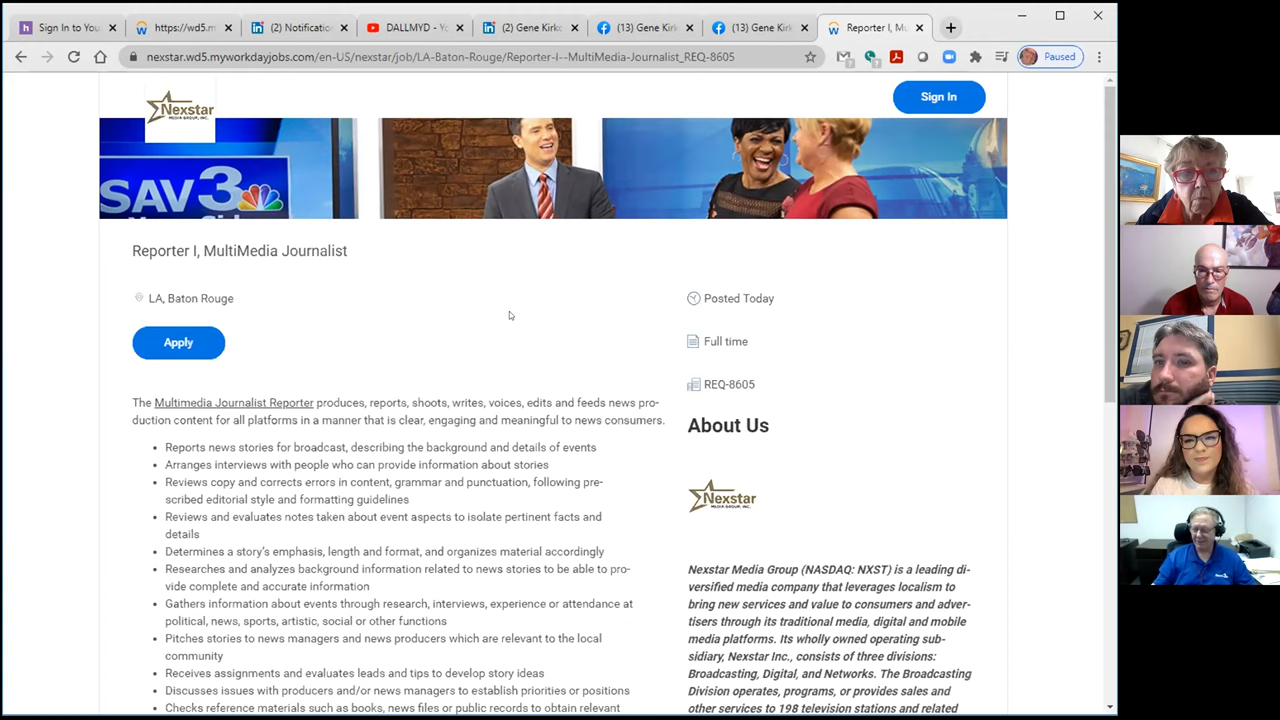 Sign In to You
https://wd5.m
(2) Notificatio
DALLMYD - Yo
(2) Gene Kirko
(13) Gene Kirk
(13) Gene Kirk
Reporter I, Mu
nexstar.wd5.myworkdayjobs.com/en-US/nexstar/job/LA-Baton-Rouge/Reporter-I--MultiMedia-Journalist_REQ-8605
Paused
Nexstar
MEDIA GROUP, INC.
Sign In
SAV3
Reporter I, MultiMedia Journalist
LA, Baton Rouge
Posted Today
Apply
Full time
REQ-8605
The Multimedia Journalist Reporter produces, reports, shoots, writes, voices, edits and feeds news pro-
duction content for all platforms in a manner that is clear, engaging and meaningful to news consumers.
• Reports news stories for broadcast, describing the background and details of events
• Arranges interviews with people who can provide information about stories
• Reviews copy and corrects errors in content, grammar and punctuation, following pre-
scribed editorial style and formatting guidelines
• Reviews and evaluates notes taken about event aspects to isolate pertinent facts and
details
• Determines a story's emphasis, length and format, and organizes material accordingly
• Researches and analyzes background information related to news stories to be able to pro-
vide complete and accurate information
• Gathers information about events through research, interviews, experience or attendance at
political, news, sports, artistic, social or other functions
• Pitches stories to news managers and news producers which are relevant to the local
community
• Receives assignments and evaluates leads and tips to develop story ideas
• Discusses issues with producers and/or news managers to establish priorities or positions
• Checks reference materials such as books, news files or public records to obtain relevant
About Us
Nexstar
MEDIA GROUP, INC.
Nexstar Media Group (NASDAQ: NXST) is a leading di-
versified media company that leverages localism to
bring new services and value to consumers and adver-
tisers through its traditional media, digital and mobile
media platforms. Its wholly owned operating sub-
sidiary, Nexstar Inc., consists of three divisions:
Broadcasting, Digital, and Networks. The Broadcasting
Division operates, programs, or provides sales and
other services to 198 television stations and related